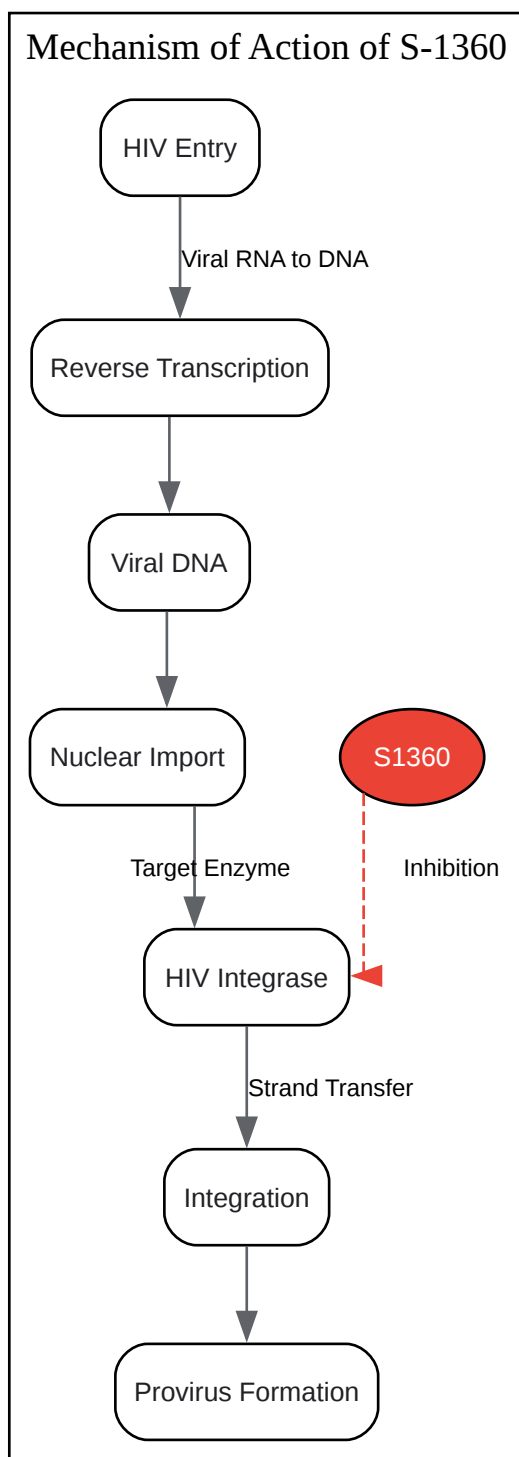 Mechanism of Action of S-1360
HIV Entry
Viral RNA to DNA
Reverse Transcription
Viral DNA
Nuclear Import
S1360
Target Enzyme
Inhibition
HIV Integrase
Strand Transfer
Integration
Provirus Formation